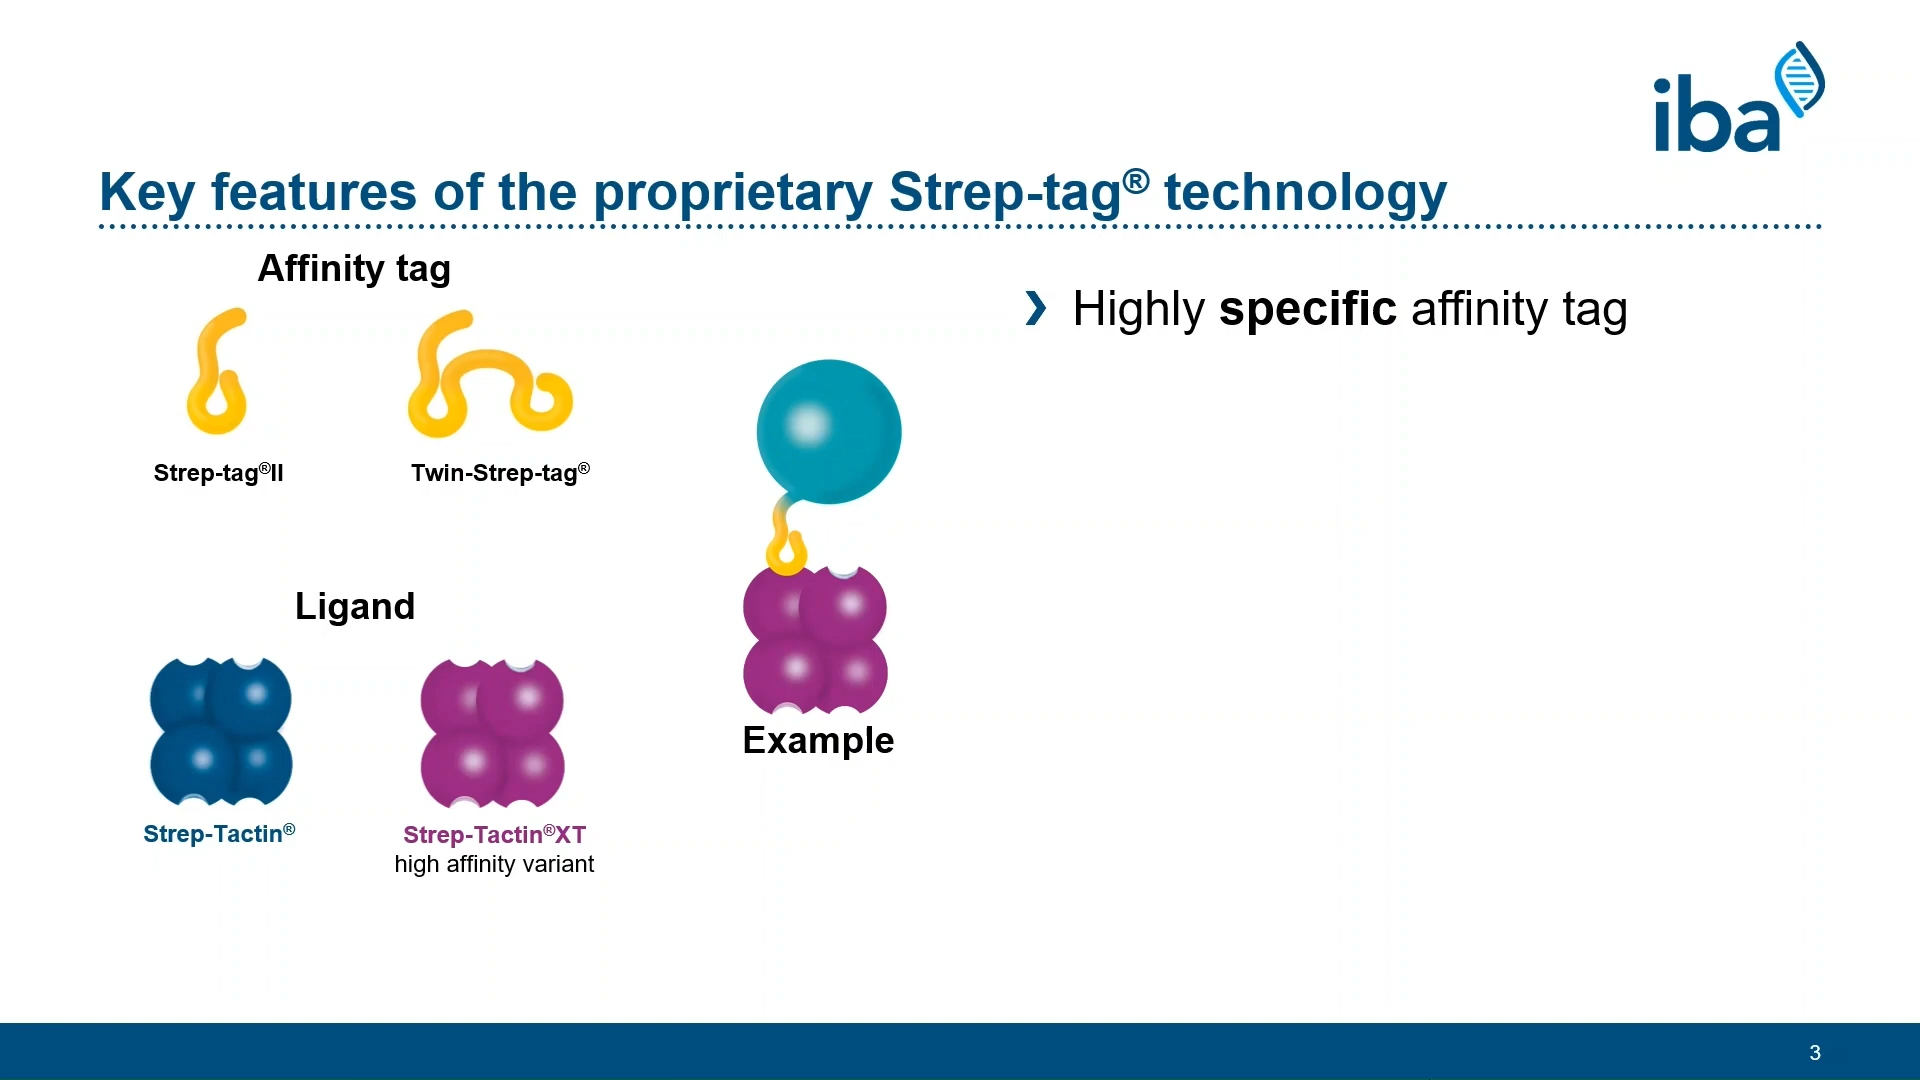 iba
Key features of the proprietary Strep-tag® technology
Affinity tag
Strep-tag®II
Twin-Strep-tag®
Ligand
Strep-Tactin®
Strep-Tactin®XT
high affinity variant
Example
Highly specific affinity tag
3